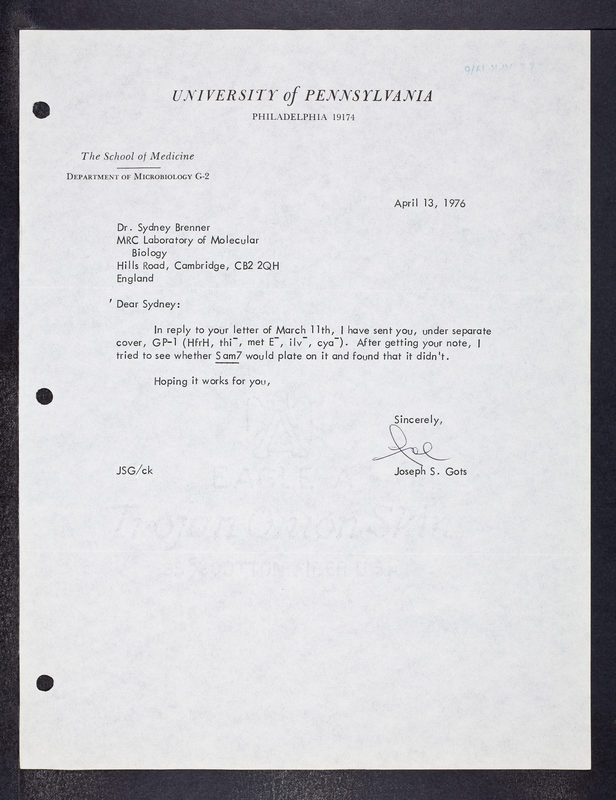 UNIVERSITY of PENNSYLVANIA
PHILADELPHIA 19174
The School of Medicine
DEPARTMENT OF MICROBIOLOGY G-2
April 13, 1976
Dr. Sydney Brenner
MRC Laboratory of Molecular
Biology
Hills Road, Cambridge, CB2 2QH
England
Dear Sydney:
In reply to your letter of March 11th, I have sent you, under separate
cover, GP-1 (HfrH, thi⁻, met E⁻, ilv⁻, cya⁻). After getting your note, I
tried to see whether Sam7 would plate on it and found that it didn't.
Hoping it works for you,
Sincerely,
Joe
JSG/ck
Joseph S. Gots
Trojan Onion Skin